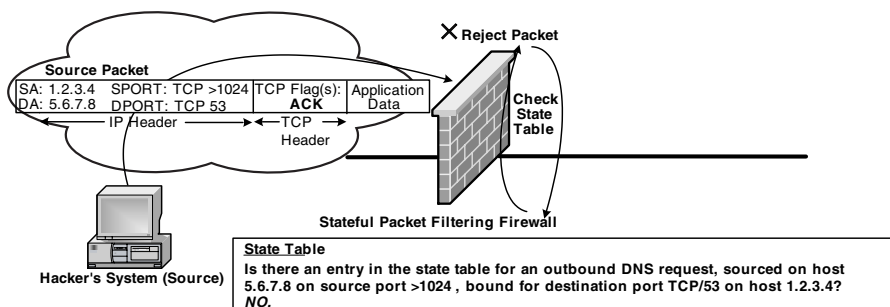 Reject Packet
Source Packet
SA: 1.2.3.4 SPORT: TCP >1024 TCP Flag(s): Application
DA: 5.6.7.8 DPORT: TCP 53 ACK Data
IP Header TCP
Header
Check
State
Table
Stateful Packet Filtering Firewall
Hacker's System (Source)
State Table
Is there an entry in the state table for an outbound DNS request, sourced on host
5.6.7.8 on source port >1024 , bound for destination port TCP/53 on host 1.2.3.4?
NO.